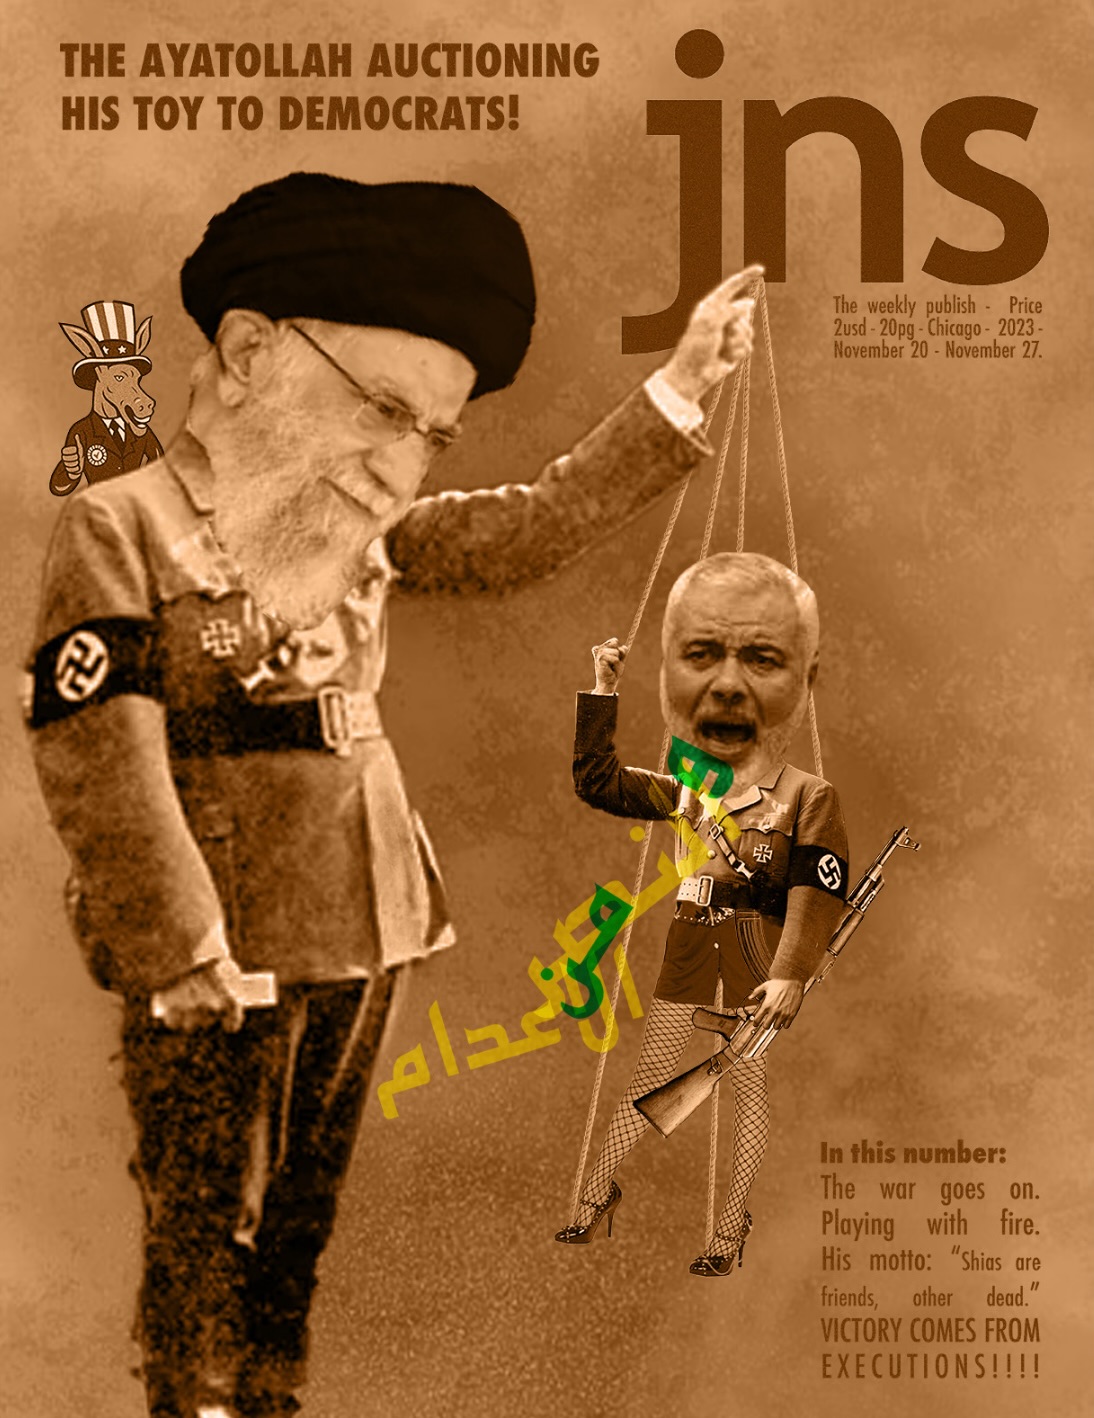 THE AYATOLLAH AUCTIONING
HIS TOY TO DEMOCRATS!
jns
The weekly publish - Price
2usd - 20pg - Chicago - 2023 -
November 20 - November 27.
من
الاعدام
In this number:
The war goes on.
Playing with fire.
His motto: “Shias are
friends, other dead.”
VICTORY COMES FROM
EXECUTIONS!!!!